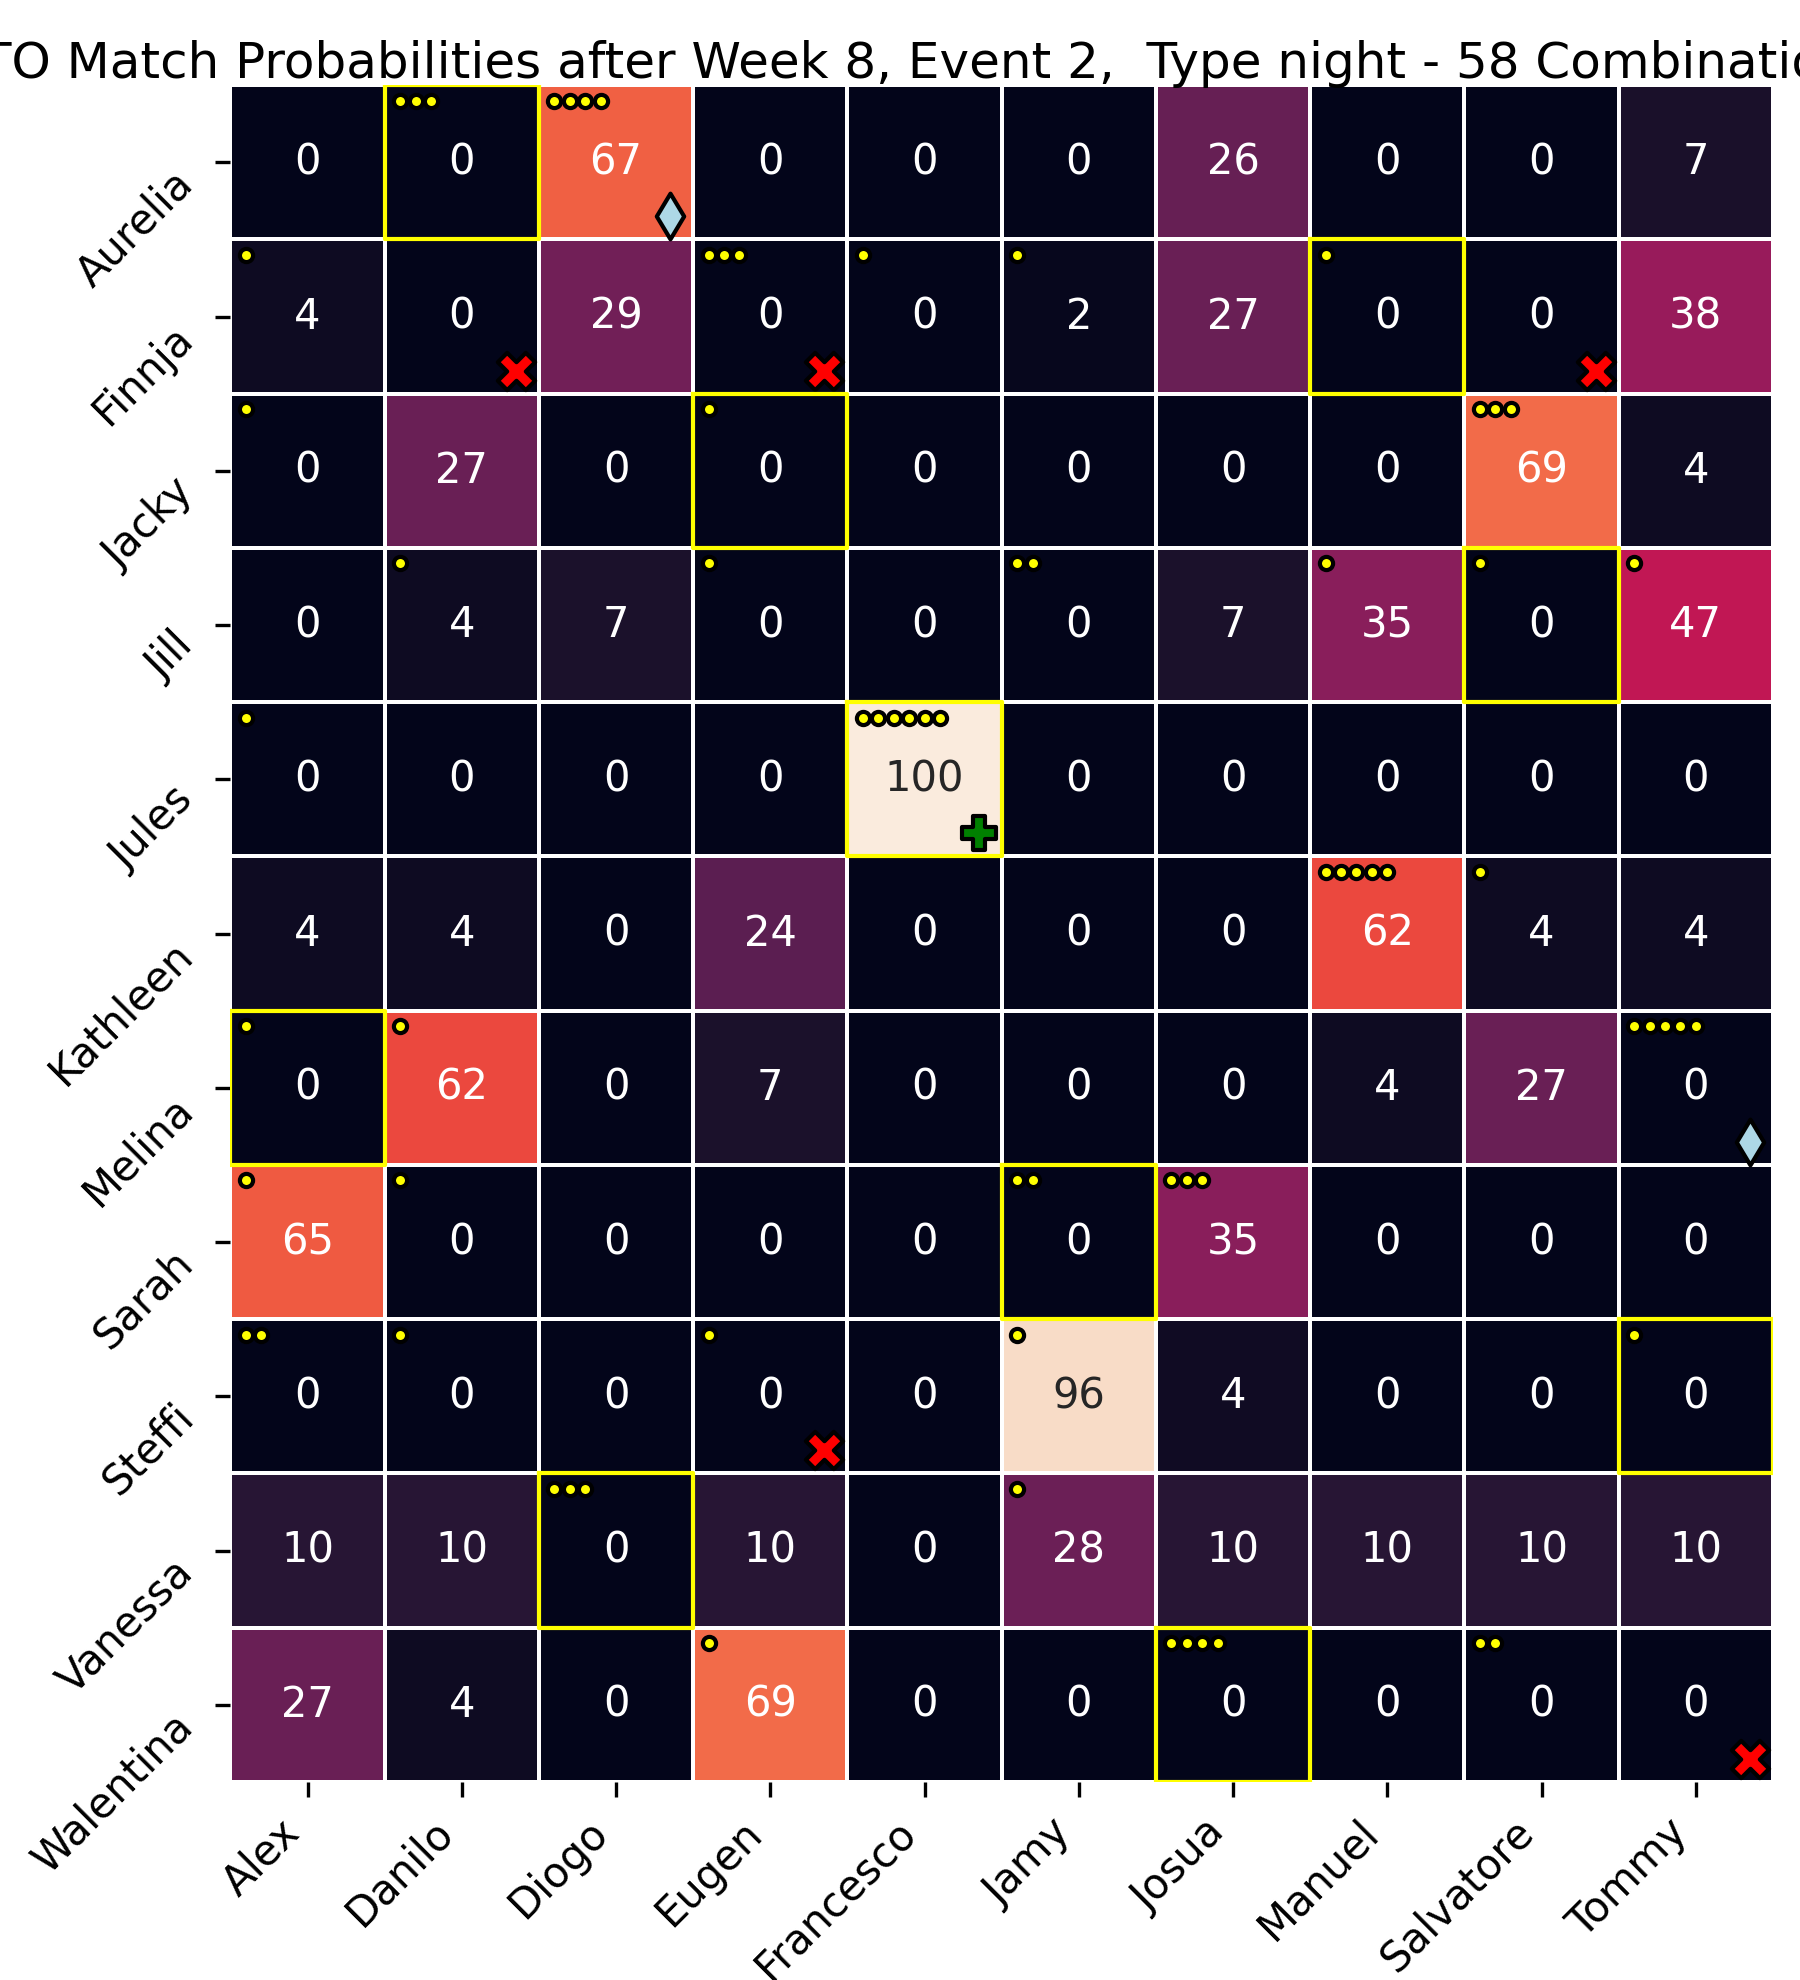 TO Match Probabilities after Week 8, Event 2, Type night - 58 Combinatio
Aurelia 0 0 67 0 0 0 26 0 0 7
Finnja 4 0 29 0 0 2 27 0 0 38
Jacky 0 27 0 0 0 0 0 0 69 4
Jill 0 4 7 0 0 0 7 35 0 47
Jules 0 0 0 0 100 0 0 0 0 0
Kathleen 4 4 0 24 0 0 0 62 4 4
Melina 0 62 0 7 0 0 0 4 27 0
Sarah 65 0 0 0 0 0 35 0 0 0
Steffi 0 0 0 0 0 96 4 0 0 0
Vanessa 10 10 0 10 0 28 10 10 10 10
Walentina 27 4 0 69 0 0 0 0 0 0
Alex Danilo Diogo Eugen Francesco Jamy Josua Manuel Salvatore Tommy